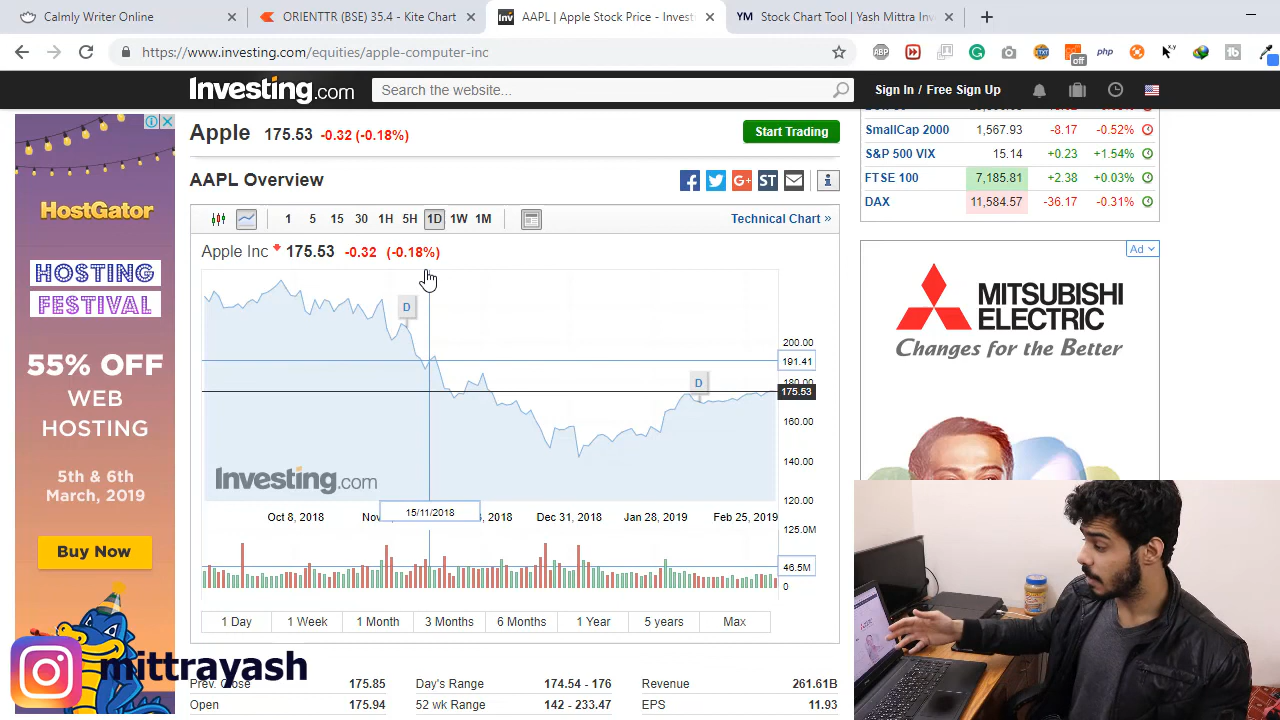 Calmly Writer Online
ORIENTTR (BSE) 35.4 - Kite Chart
AAPL | Apple Stock Price - Investi
Stock Chart Tool | Yash Mittra Inv
https://www.investing.com/equities/apple-computer-inc
Investing.com
Search the website...
Sign In / Free Sign Up
Apple 175.53 -0.32 (-0.18%)
Start Trading
SmallCap 2000 1,567.93 -8.17 -0.52%
S&P 500 VIX 15.14 +0.23 +1.54%
FTSE 100 7,185.81 +2.38 +0.03%
DAX 11,584.57 -36.17 -0.31%
AAPL Overview
1 5 15 30 1H 5H 1D 1W 1M
Technical Chart »
Apple Inc 175.53 -0.32 (-0.18%)
D
D
200.00
191.41
180.00
175.53
160.00
140.00
120.00
Investing.com
15/11/2018
Oct 8, 2018
Dec 31, 2018
Jan 28, 2019
Feb 25, 2019
125.0M
46.5M
0
1 Day 1 Week 1 Month 3 Months 6 Months 1 Year 5 years Max
Prev. Close 175.85 Day's Range 174.54 - 176 Revenue 261.61B
Open 175.94 52 wk Range 142 - 233.47 EPS 11.93
HostGator
HOSTING
FESTIVAL
55% OFF
WEB
HOSTING
5th & 6th
March, 2019
Buy Now
Ad
MITSUBISHI
ELECTRIC
Changes for the Better
mittrayash